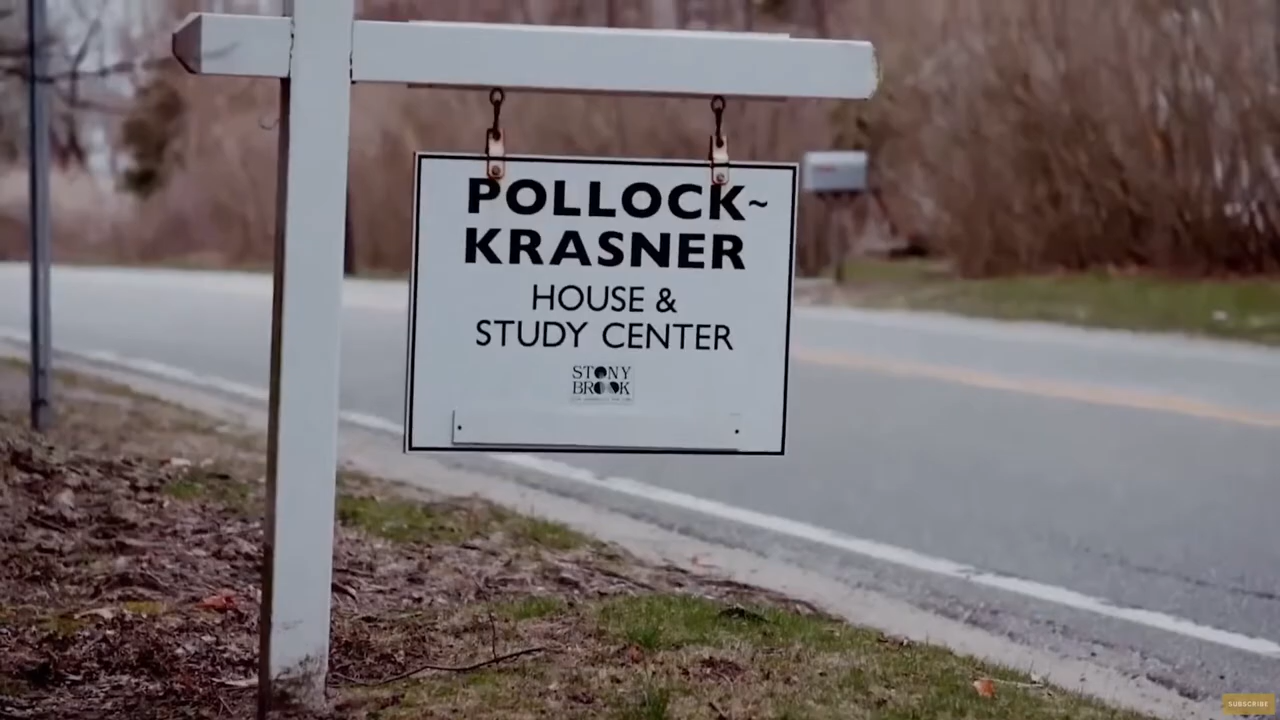 POLLOCK~
KRASNER
HOUSE &
STUDY CENTER
STONY
BROOK
SUBSCRIBE